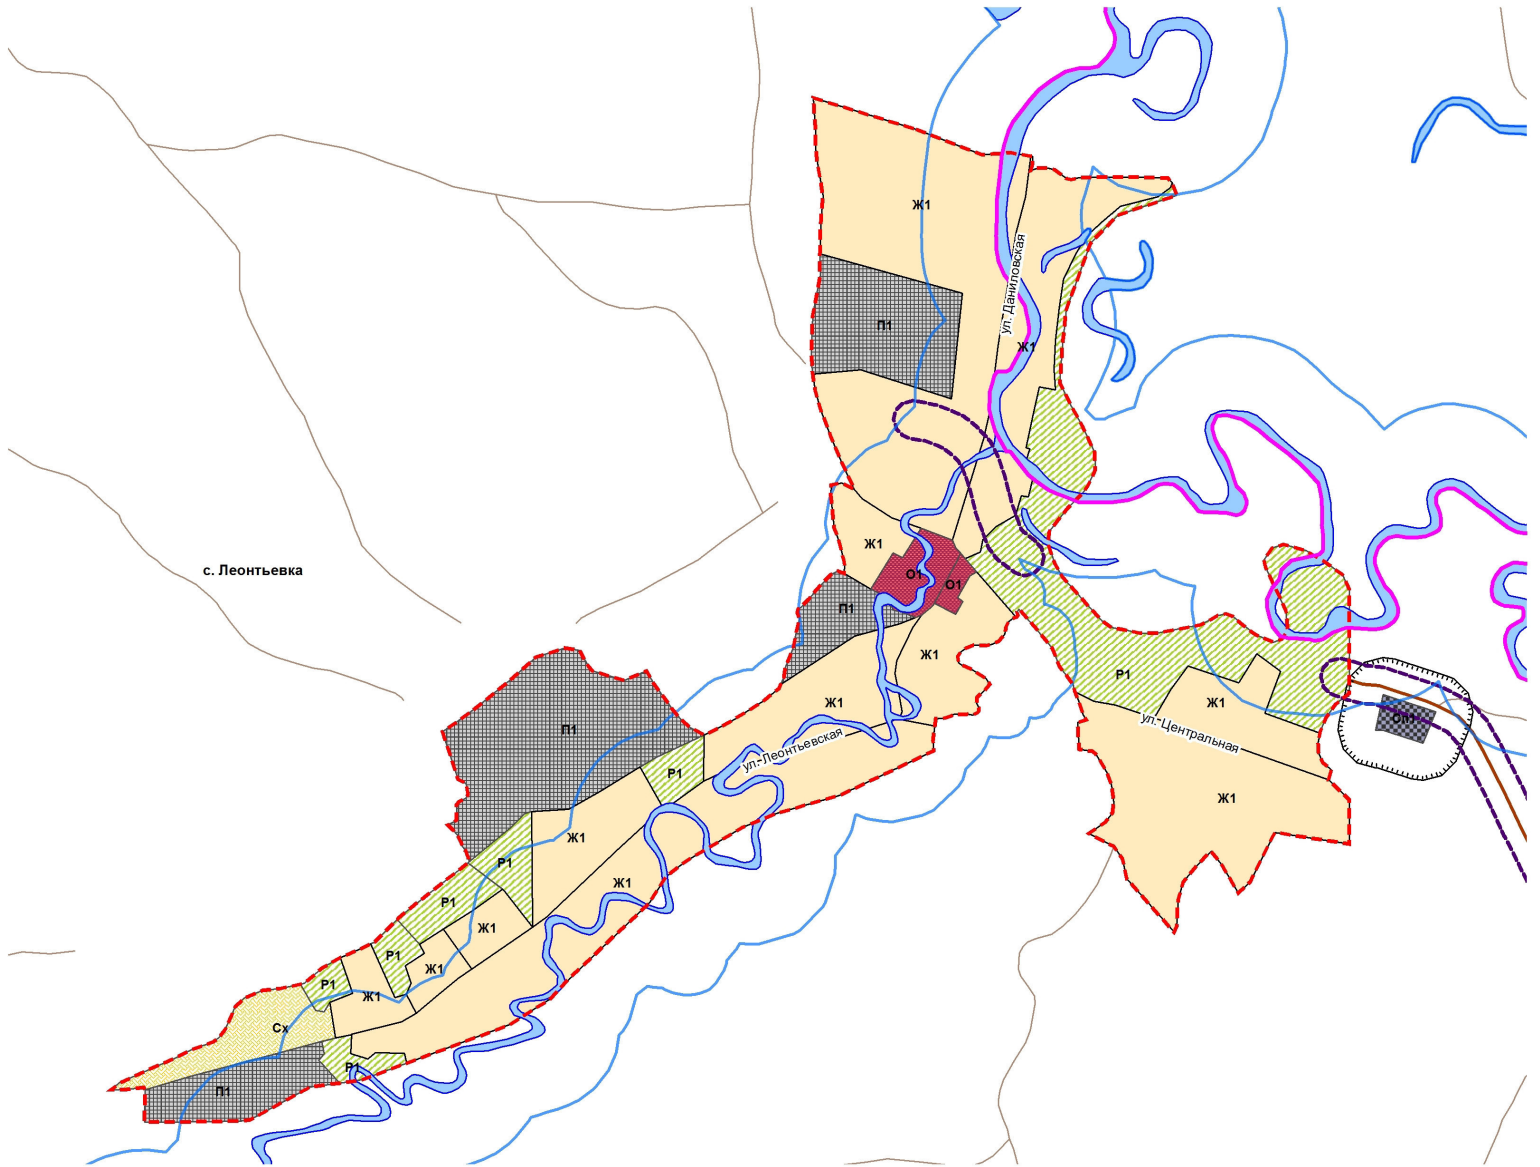 Ж1
ул. Даниловская
П1
Ж1
Ж1
О1
О1
с. Леонтьевка
П1
Ж1
Р1
Ж1
Ж1
ул. Центральная
П1
ул. Леонтьевская
Р1
Ж1
Ж1
Р1
Ж1
Р1
Ж1
Р1
Ж1
Р1
Ж1
Сх
Р1
П1